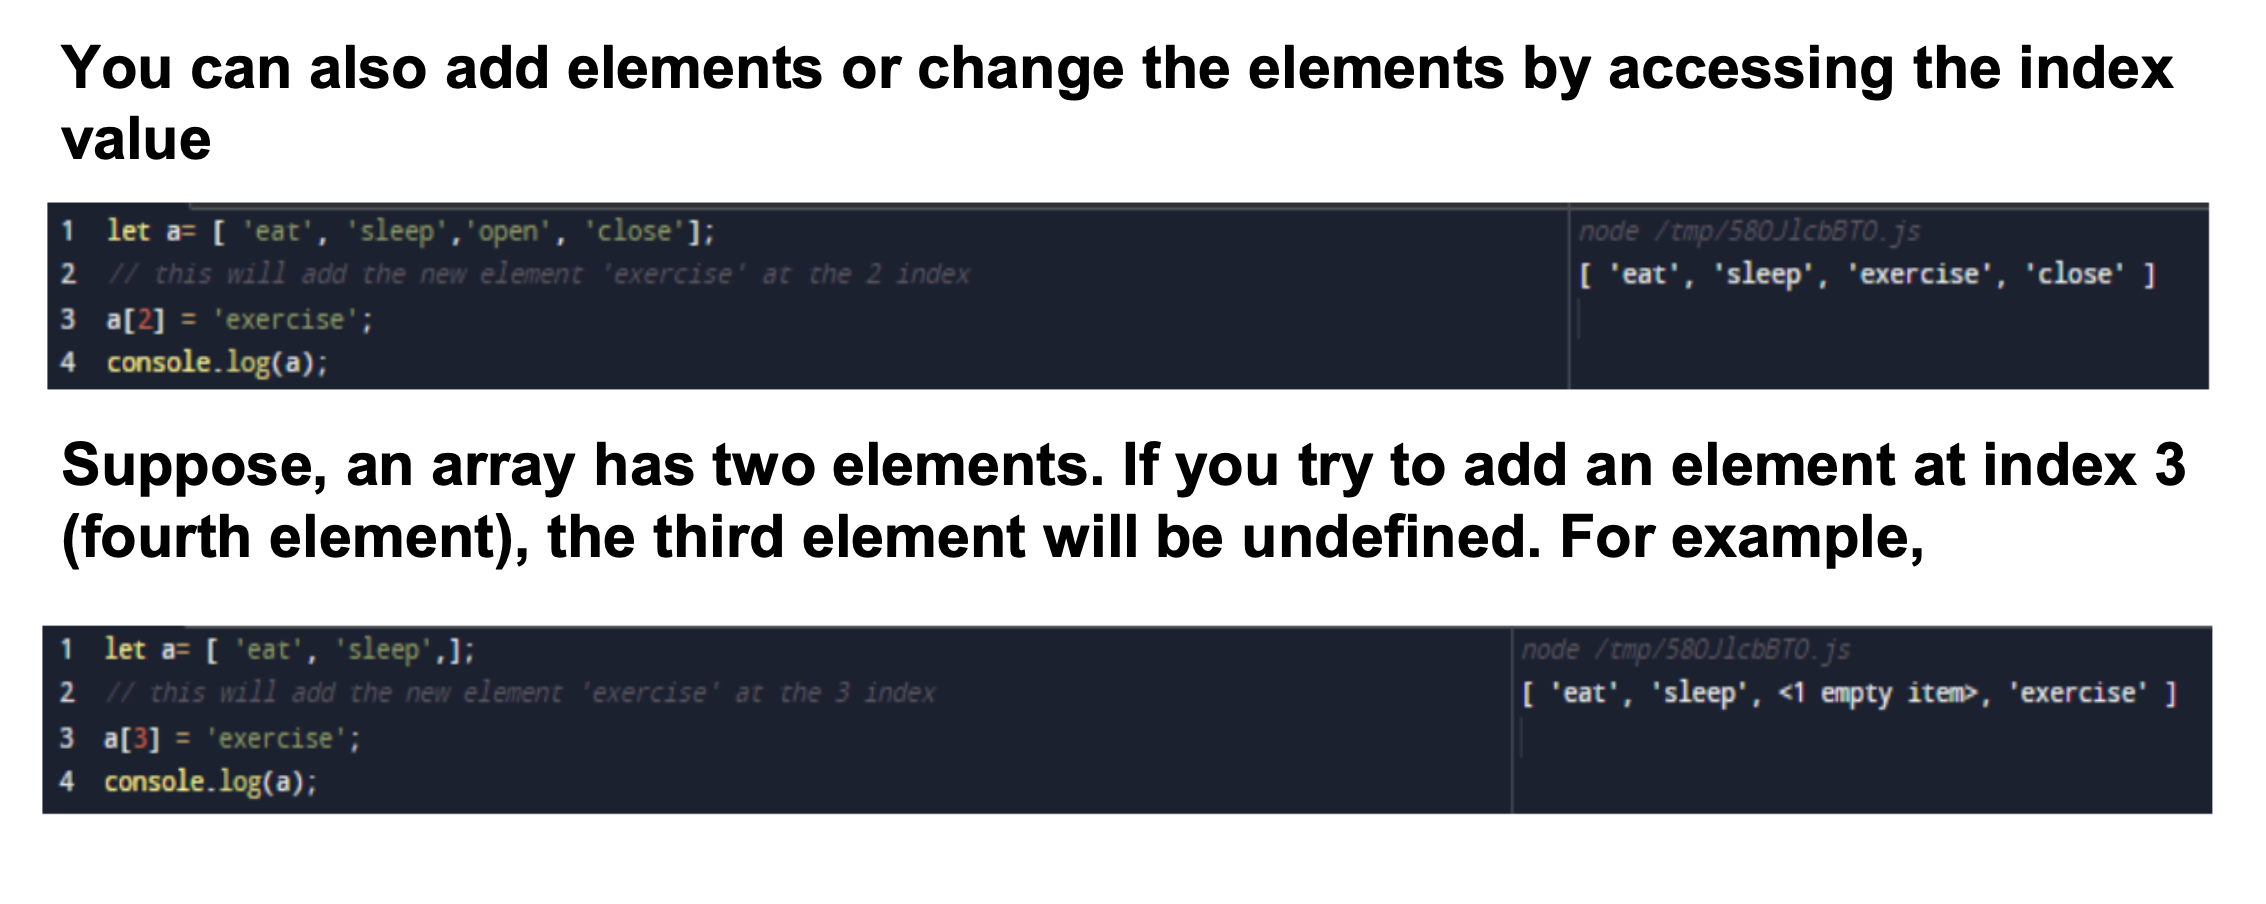 You can also add elements or change the elements by accessing the index
value
1 let a= [ 'eat', 'sleep','open', 'close'];
2 // this will add the new element 'exercise' at the 2 index
3 a[2] = 'exercise';
4 console.log(a);
node /tmp/580JlcbBTO.js
[ 'eat', 'sleep', 'exercise', 'close' ]
Suppose, an array has two elements. If you try to add an element at index 3
(fourth element), the third element will be undefined. For example,
1 let a= [ 'eat', 'sleep',];
2 // this will add the new element 'exercise' at the 3 index
3 a[3] = 'exercise';
4 console.log(a);
node /tmp/580JlcbBTO.js
[ 'eat', 'sleep', <1 empty item>, 'exercise' ]